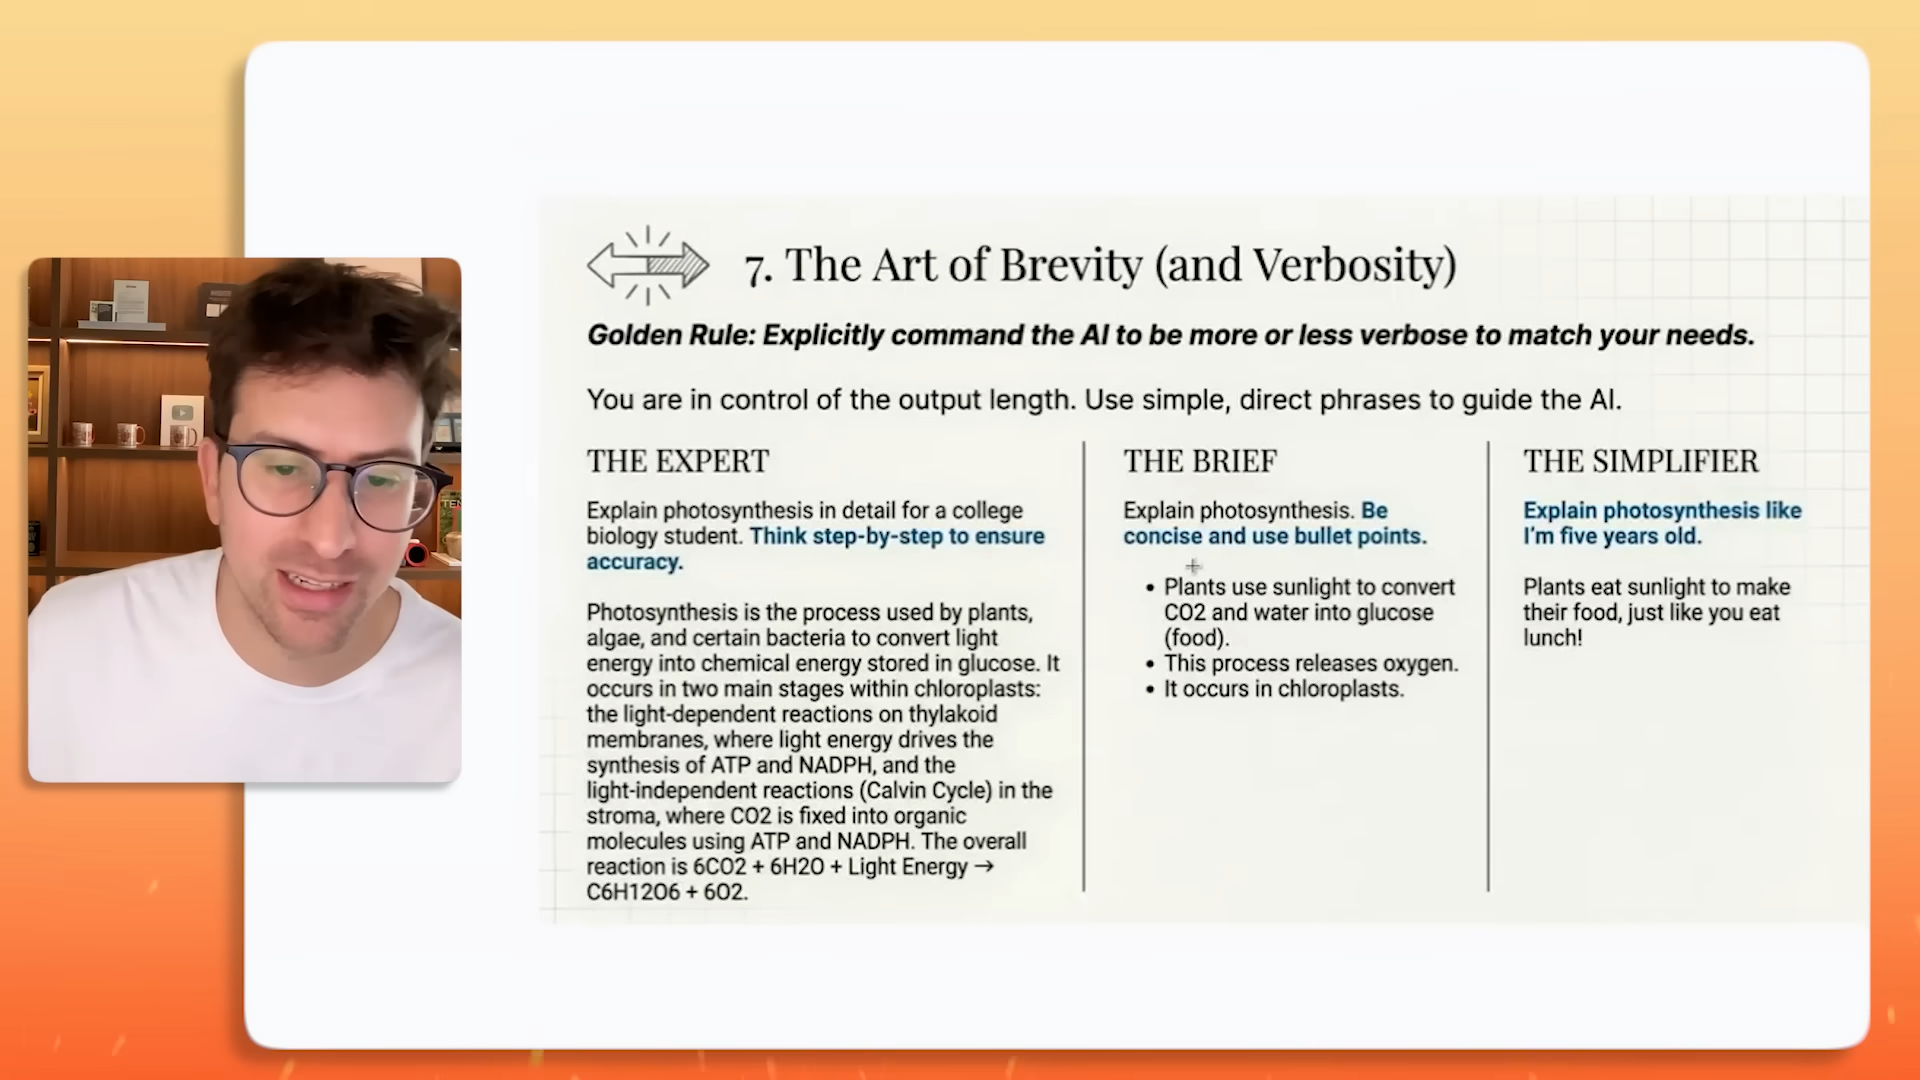 7. The Art of Brevity (and Verbosity)
Golden Rule: Explicitly command the AI to be more or less verbose to match your needs.
You are in control of the output length. Use simple, direct phrases to guide the AI.
THE EXPERT
Explain photosynthesis in detail for a college
biology student. Think step-by-step to ensure
accuracy.
Photosynthesis is the process used by plants,
algae, and certain bacteria to convert light
energy into chemical energy stored in glucose. It
occurs in two main stages within chloroplasts:
the light-dependent reactions on thylakoid
membranes, where light energy drives the
synthesis of ATP and NADPH, and the
light-independent reactions (Calvin Cycle) in the
stroma, where CO2 is fixed into organic
molecules using ATP and NADPH. The overall
reaction is 6CO2 + 6H2O + Light Energy →
C6H12O6 + 6O2.
THE BRIEF
Explain photosynthesis. Be
concise and use bullet points.
• Plants use sunlight to convert
CO2 and water into glucose
(food).
• This process releases oxygen.
• It occurs in chloroplasts.
THE SIMPLIFIER
Explain photosynthesis like
I'm five years old.
Plants eat sunlight to make
their food, just like you eat
lunch!